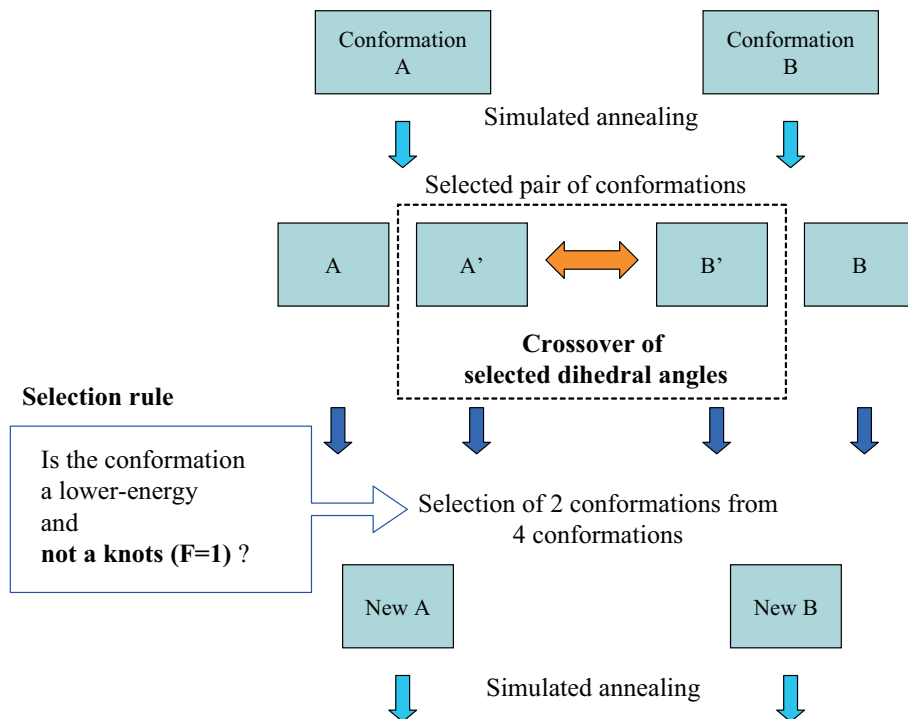 Conformation
A
Conformation
B
Simulated annealing
Selected pair of conformations
A
A’
B’
B
Crossover of
selected dihedral angles
Selection rule
Is the conformation
a lower-energy
and
not a knots (F=1) ?
Selection of 2 conformations from
4 conformations
New A
New B
Simulated annealing